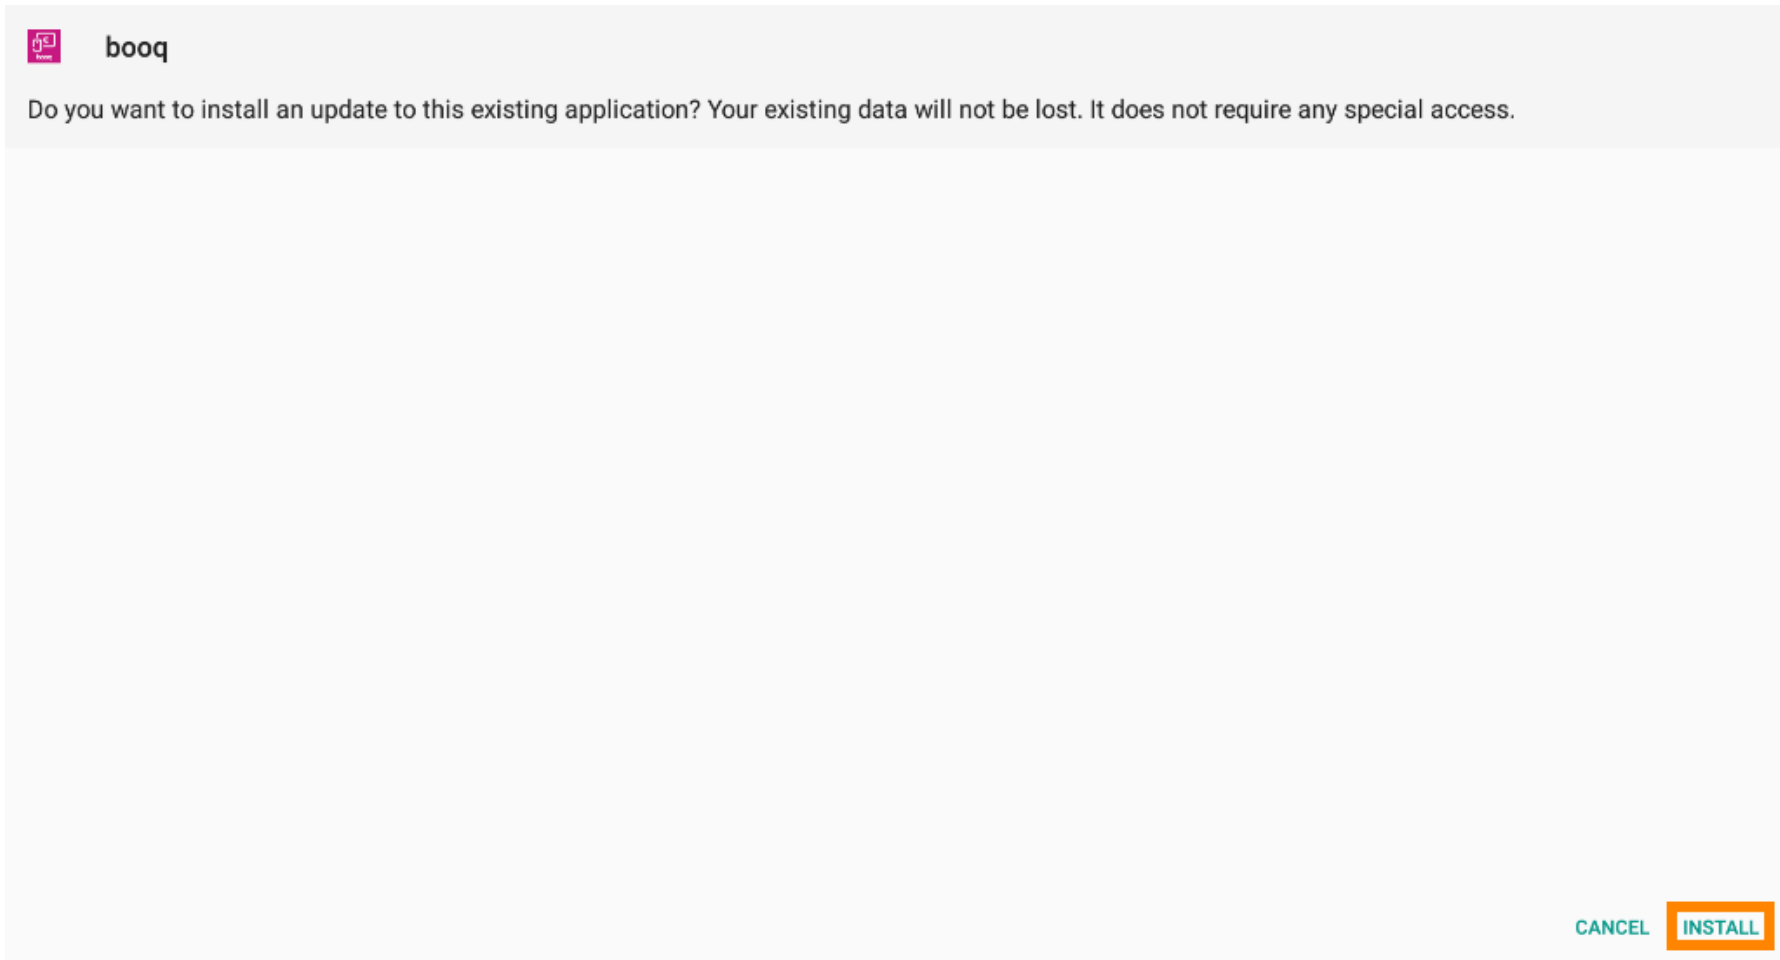 booq
Do you want to install an update to this existing application? Your existing data will not be lost. It does not require any special access.
CANCEL INSTALL